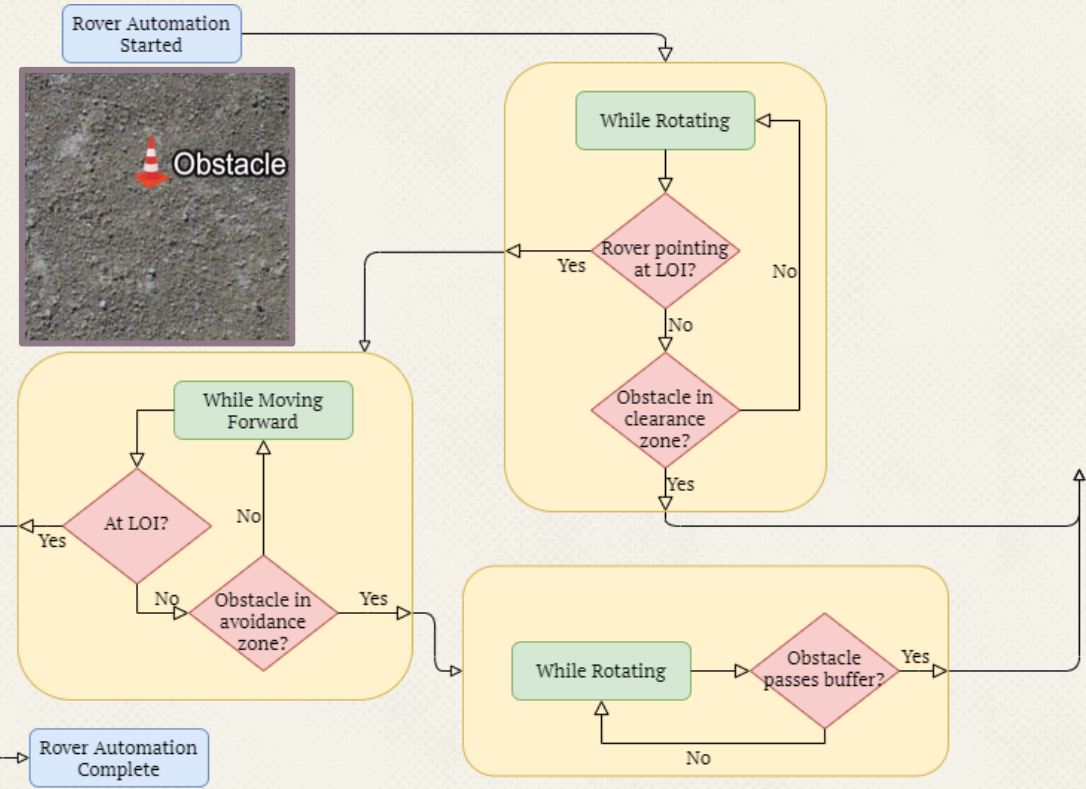 Rover Automation
Started
Obstacle
While Rotating
Rover pointing
at LOI?
Yes
No
No
Obstacle in
clearance
zone?
Yes
While Moving
Forward
At LOI?
Yes
No
No
Obstacle in
avoidance
zone?
Yes
While Rotating
Obstacle
passes buffer?
Yes
No
Rover Automation
Complete